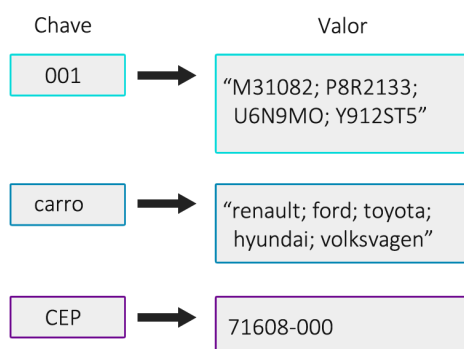 Chave Valor
001
“M31082; P8R2133;
U6N9MO; Y912ST5”
carro
“renault; ford; toyota;
hyundai; volksvagen”
CEP
71608-000